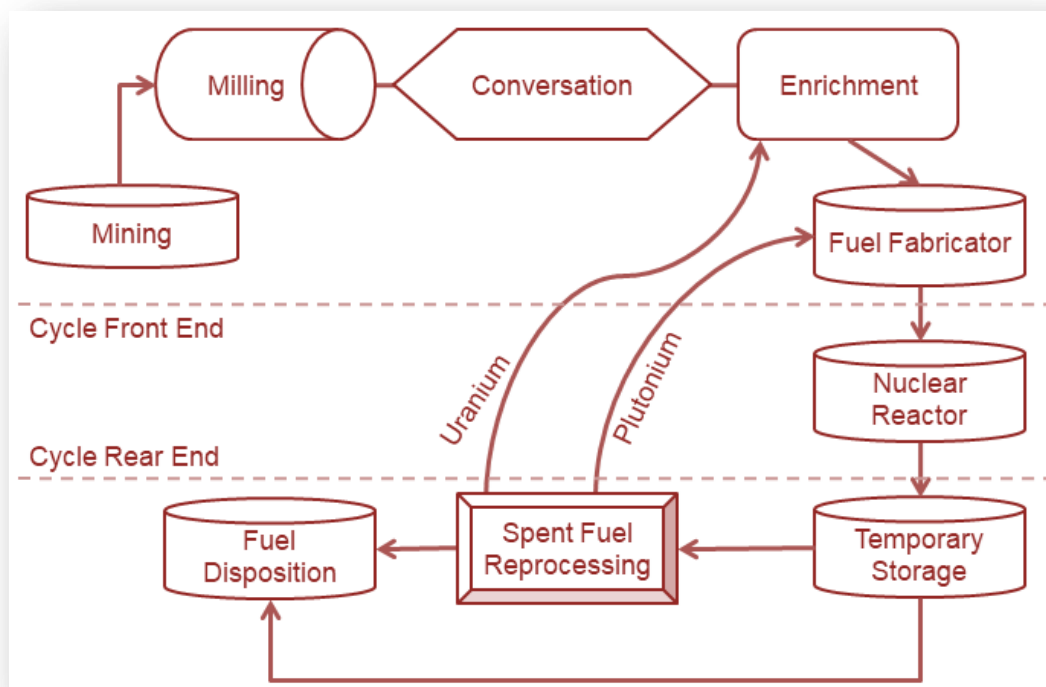 Milling
Conversation
Enrichment
Mining
Fuel Fabricator
Cycle Front End
Uranium
Plutonium
Nuclear
Reactor
Cycle Rear End
Fuel
Disposition
Spent Fuel
Reprocessing
Temporary
Storage